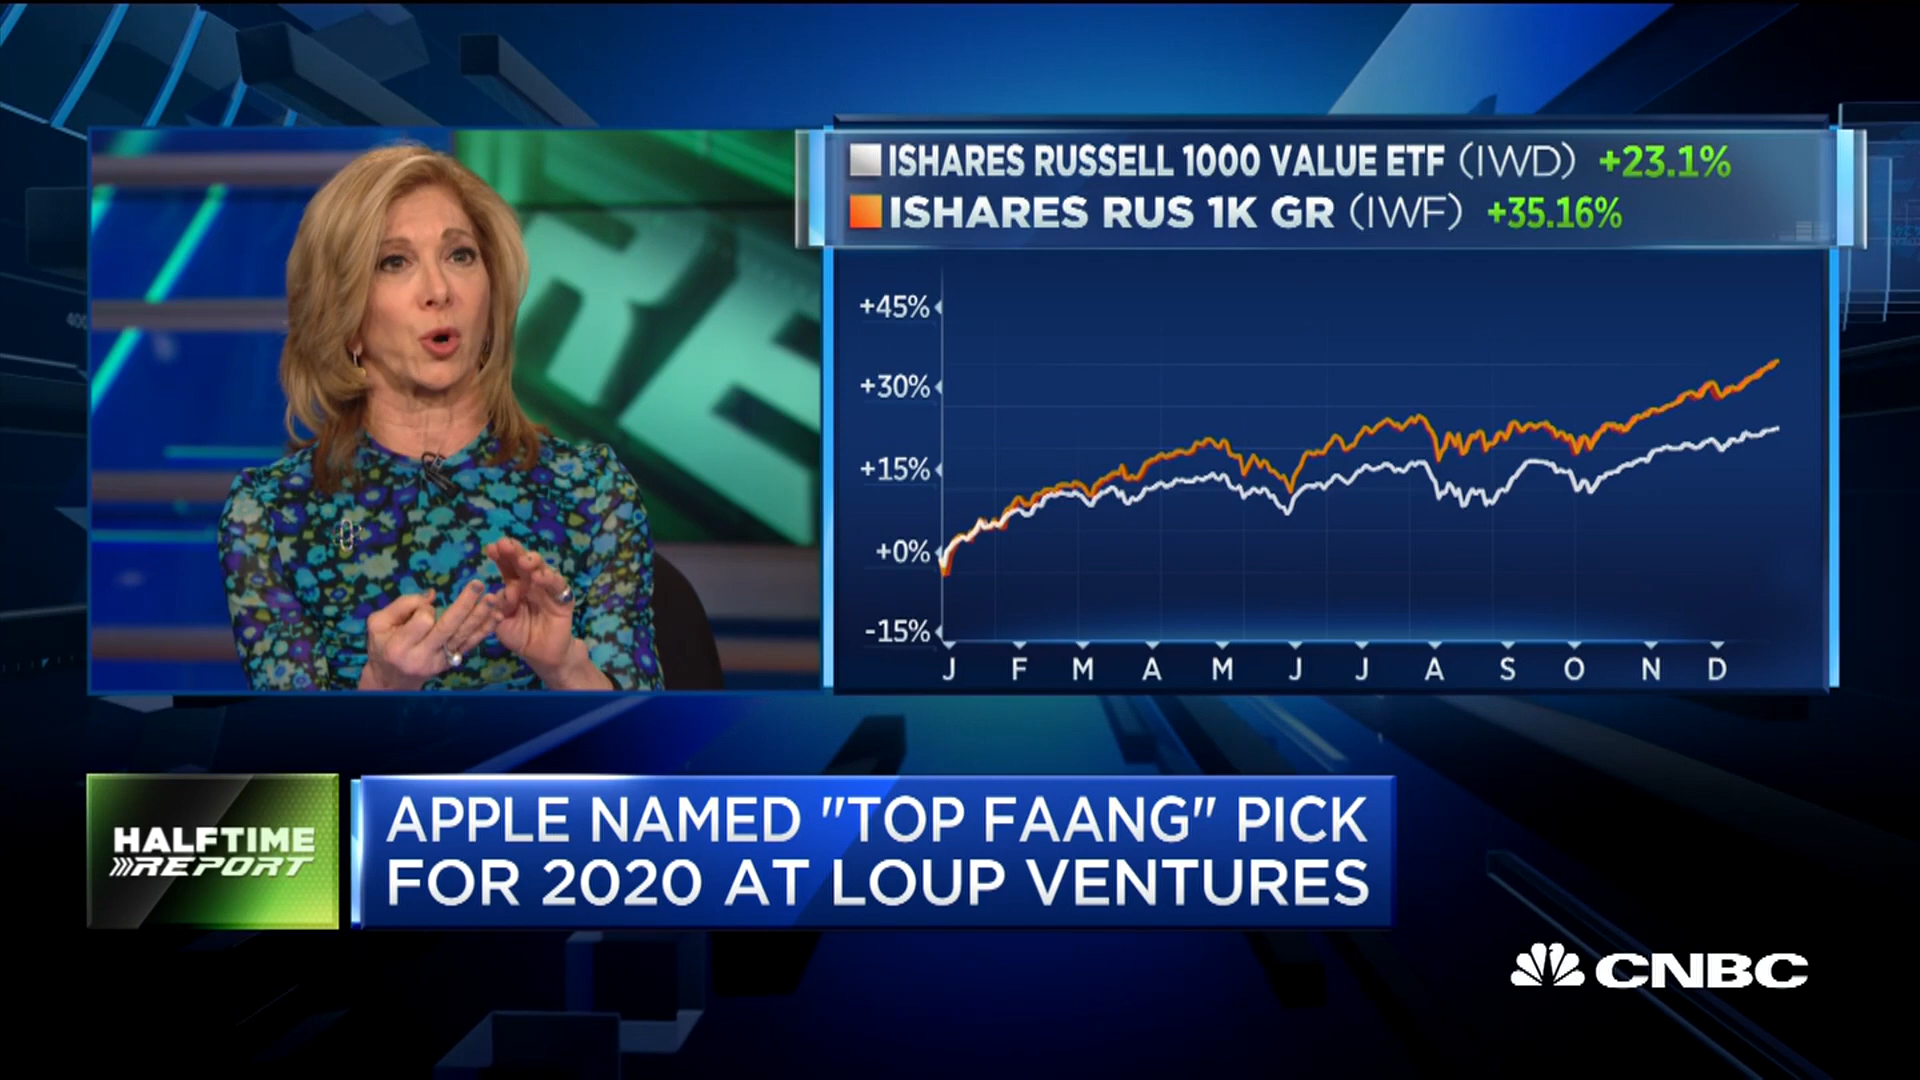 ISHARES RUSSELL 1000 VALUE ETF (IWD) +23.1%
ISHARES RUS 1K GR (IWF) +35.16%
+45%
+30%
+15%
+0%
-15%
J F M A M J J A S O N D
HALFTIME
REPORT
APPLE NAMED "TOP FAANG" PICK
FOR 2020 AT LOUP VENTURES
CNBC